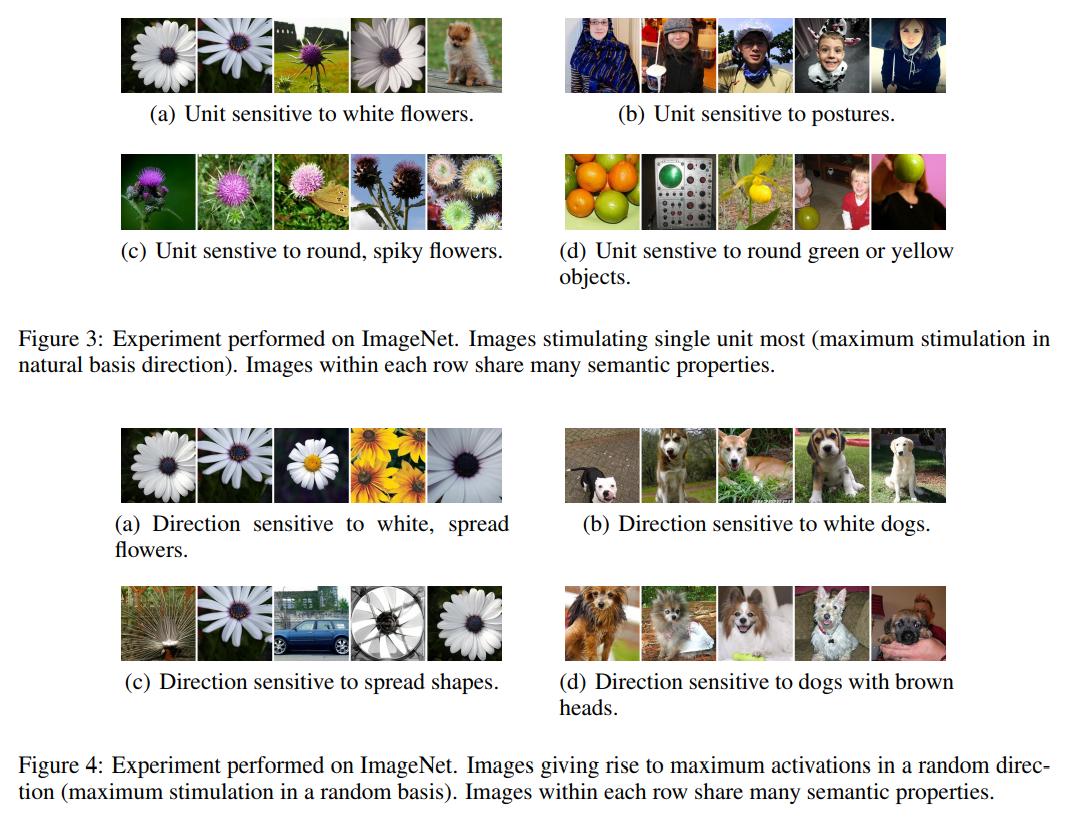 (a) Unit sensitive to white flowers.
(b) Unit sensitive to postures.
(c) Unit senstive to round, spiky flowers.
(d) Unit senstive to round green or yellow
objects.
Figure 3: Experiment performed on ImageNet. Images stimulating single unit most (maximum stimulation in
natural basis direction). Images within each row share many semantic properties.
(a) Direction sensitive to white, spread
flowers.
(b) Direction sensitive to white dogs.
(c) Direction sensitive to spread shapes.
(d) Direction sensitive to dogs with brown
heads.
Figure 4: Experiment performed on ImageNet. Images giving rise to maximum activations in a random direc-
tion (maximum stimulation in a random basis). Images within each row share many semantic properties.